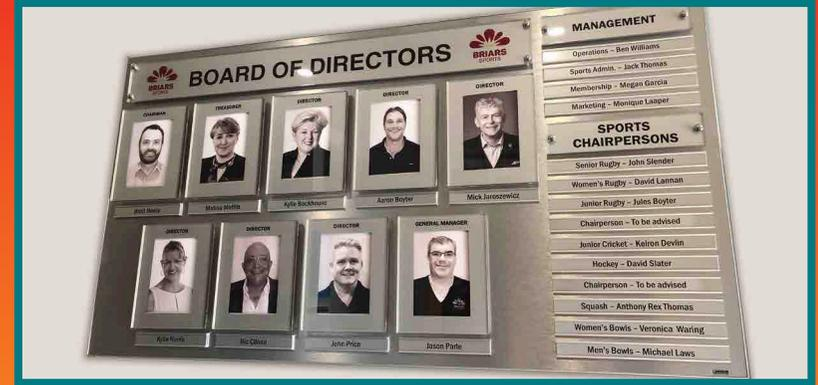 BRIARS
SPORTS
BOARD OF DIRECTORS
BRIARS
SPORTS
CHAIRMAN
TREASURER
DIRECTOR
DIRECTOR
DIRECTOR
Kylie Backhouse
Aaron Boyter
Mick Jaroszewicz
DIRECTOR
DIRECTOR
DIRECTOR
GENERAL MANAGER
John Price
Jason Parle
MANAGEMENT
Operations – Ben Williams
Sports Admin. – Jack Thomas
Membership – Megan Garcia
Marketing – Monique Laaper
SPORTS
CHAIRPERSONS
Senior Rugby – John Slender
Women's Rugby – David Lannan
Junior Rugby – Jules Boyter
Chairperson – To be advised
Junior Cricket – Keiron Devlin
Hockey – David Slater
Chairperson – To be advised
Squash – Anthony Rex Thomas
Women's Bowls – Veronica Waring
Men's Bowls – Michael Laws